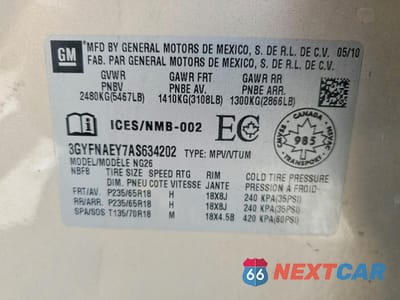 GM
MFD BY GENERAL MOTORS DE MEXICO, S. DE R.L. DE C.V. 05/10
FAB. PAR GENERAL MOTORS DE MEXICO, S. DE R.L. DE C.V.
GVWR GAWR FRT GAWR RR
PNBV PNBE AV. PNBE ARR.
2480KG(5467LB) 1410KG(3108LB) 1300KG(2866LB)
ICES/NMB-002 EC
CANADA 985
3GYFNAEY7AS634202 TYPE: MPV/VTUM
MODEL/MODÈLE NG26
NBF8 TIRE SIZE SPEED RTG RIM COLD TIRE PRESSURE
DIM. PNEU COTE VITESSE JANTE PRESSION A FROID
FRT/AV. P235/65R18 H 18X8J 240 KPA(35PSI)
RR/ARR. P235/65R18 H 18X8J 240 KPA(35PSI)
SPA/SOS T135/70R18 M 18X4.5B 420 KPA(60PSI)
66 NEXTCAR